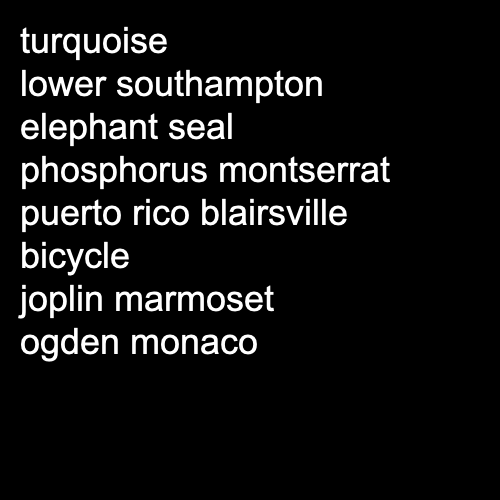 turquoise
lower southampton
elephant seal
phosphorus montserrat
puerto rico blairsville
bicycle
joplin marmoset
ogden monaco